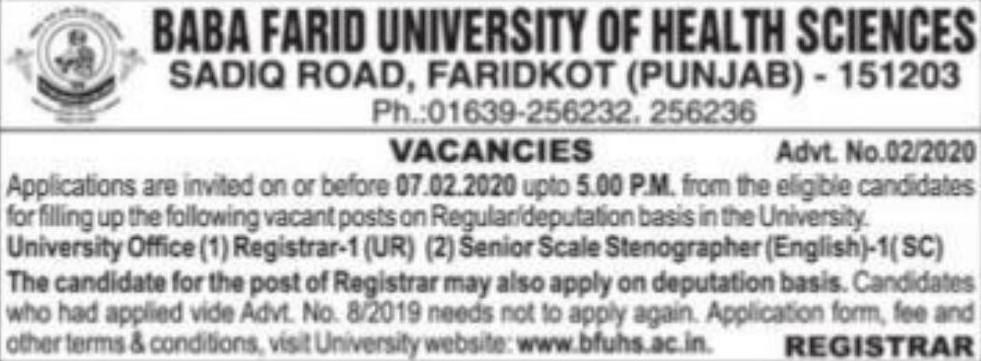 BABA FARID UNIVERSITY OF HEALTH SCIENCES
SADIQ ROAD, FARIDKOT (PUNJAB) - 151203
Ph.:01639-256232, 256236
VACANCIES Advt. No.02/2020
Applications are invited on or before 07.02.2020 upto 5.00 P.M. from the eligible candidates
for filling up the following vacant posts on Regular/deputation basis in the University.
University Office (1) Registrar-1 (UR) (2) Senior Scale Stenographer (English)-1( SC)
The candidate for the post of Registrar may also apply on deputation basis. Candidates
who had applied vide Advt. No. 8/2019 needs not to apply again. Application form, fee and
other terms & conditions, visit University website: www.bfuhs.ac.in. REGISTRAR